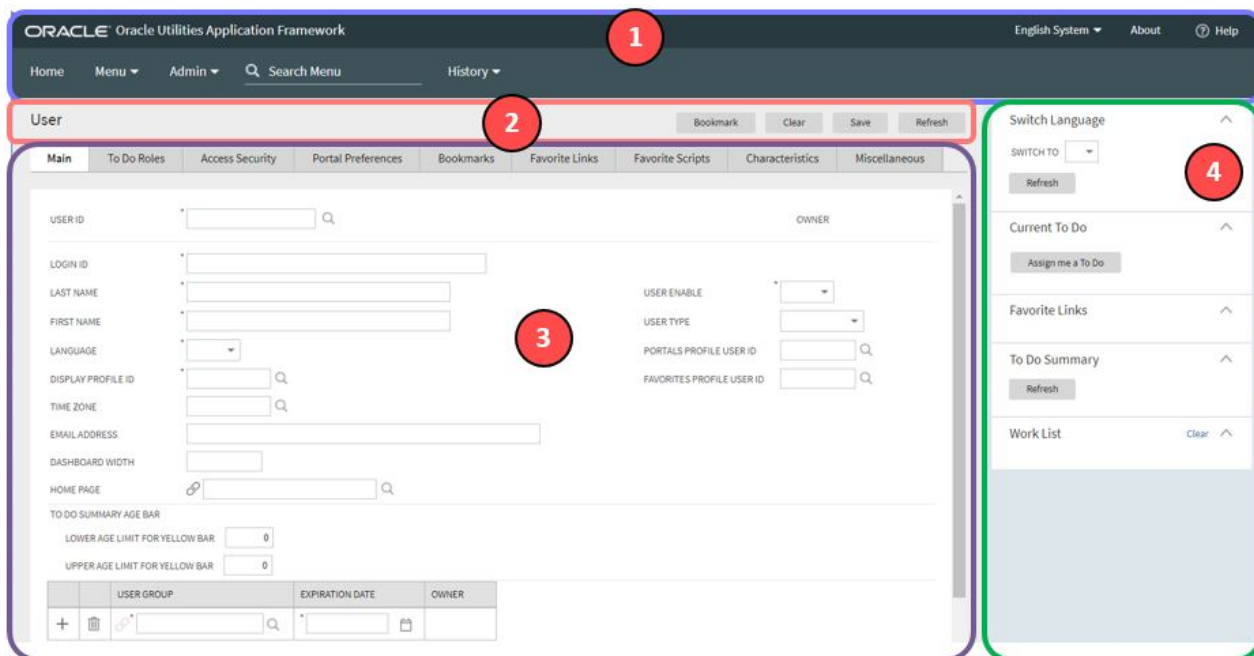 ORACLE Oracle Utilities Application Framework
1
English System About Help
Home Menu Admin Search Menu History
User
2
Bookmark Clear Save Refresh
Main To Do Roles Access Security Portal Preferences Bookmarks Favorite Links Favorite Scripts Characteristics Miscellaneous
USER ID * OWNER
LOGIN ID *
LAST NAME * USER ENABLE *
FIRST NAME * USER TYPE
3
LANGUAGE * PORTALS PROFILE USER ID
DISPLAY PROFILE ID * FAVORITES PROFILE USER ID
TIME ZONE
EMAIL ADDRESS
DASHBOARD WIDTH
HOME PAGE
TO DO SUMMARY AGE BAR
LOWER AGE LIMIT FOR YELLOW BAR 0
UPPER AGE LIMIT FOR YELLOW BAR 0
USER GROUP EXPIRATION DATE OWNER
+ * *
Switch Language
SWITCH TO
4
Refresh
Current To Do
Assign me a To Do
Favorite Links
To Do Summary
Refresh
Work List Clear